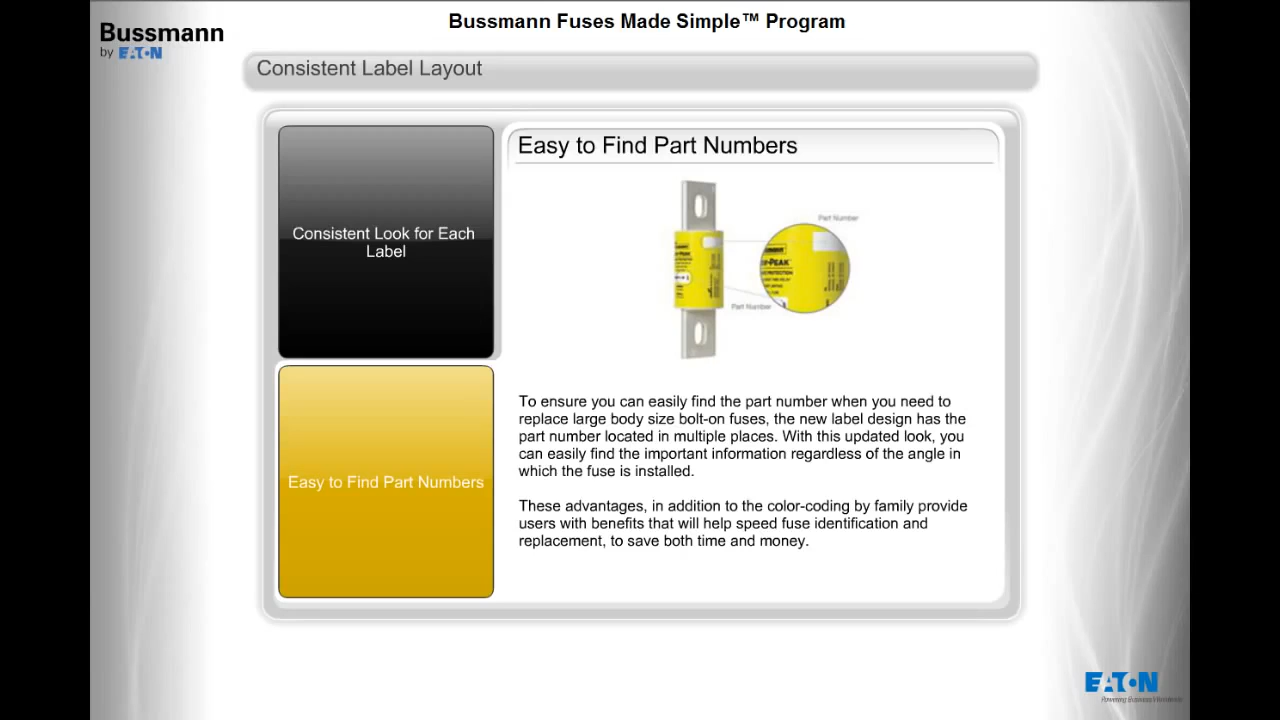 Bussmann Fuses Made Simple™ Program
Bussmann
by EATON
Consistent Label Layout
Consistent Look for Each
Label
Easy to Find Part Numbers
Easy to Find Part Numbers
Part Number
Part Number
To ensure you can easily find the part number when you need to
replace large body size bolt-on fuses, the new label design has the
part number located in multiple places. With this updated look, you
can easily find the important information regardless of the angle in
which the fuse is installed.
These advantages, in addition to the color-coding by family provide
users with benefits that will help speed fuse identification and
replacement, to save both time and money.
EATON
Powering Business Worldwide